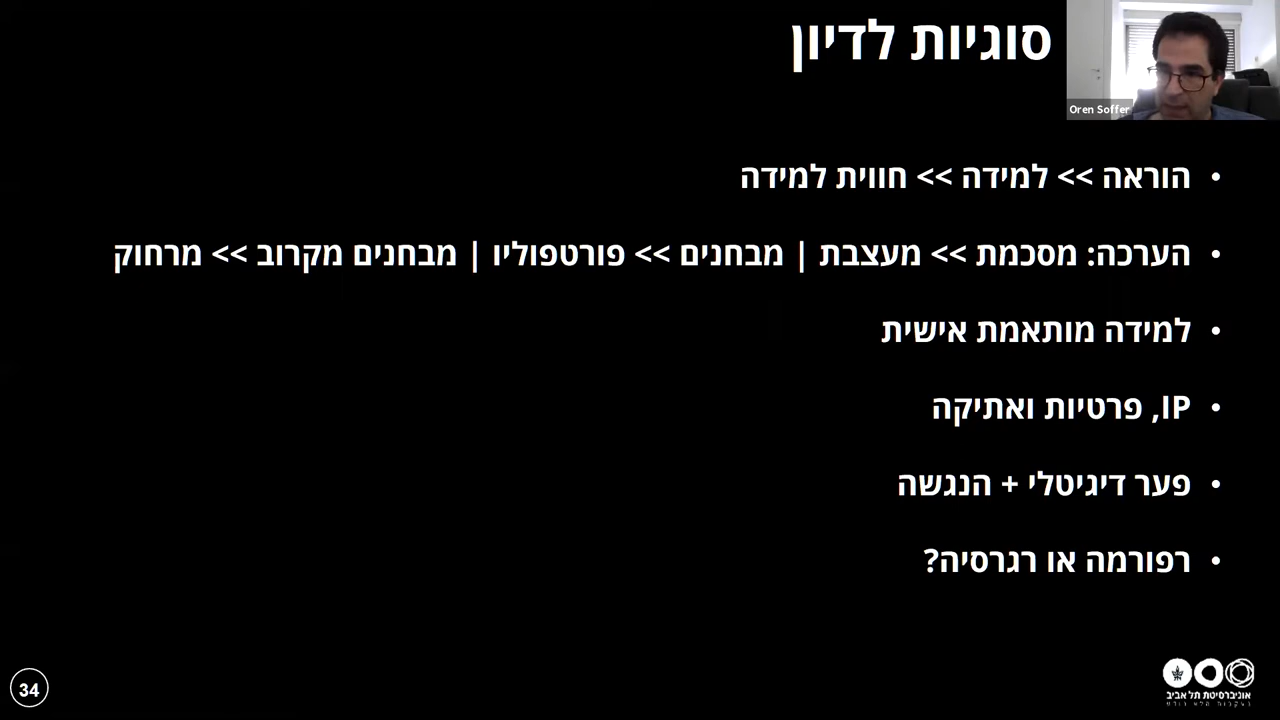 סוגיות לדיון
Oren Soffer
• הוראה >> למידה >> חווית למידה
• הערכה: מסכמת >> מעצבת | מבחנים >> פורטפוליו | מבחנים מקרוב >> מרחוק
• למידה מותאמת אישית
• IP, פרטיות ואתיקה
• פער דיגיטלי + הנגשה
• רפורמה או רגרסיה?
34
אוניברסיטת תל אביב